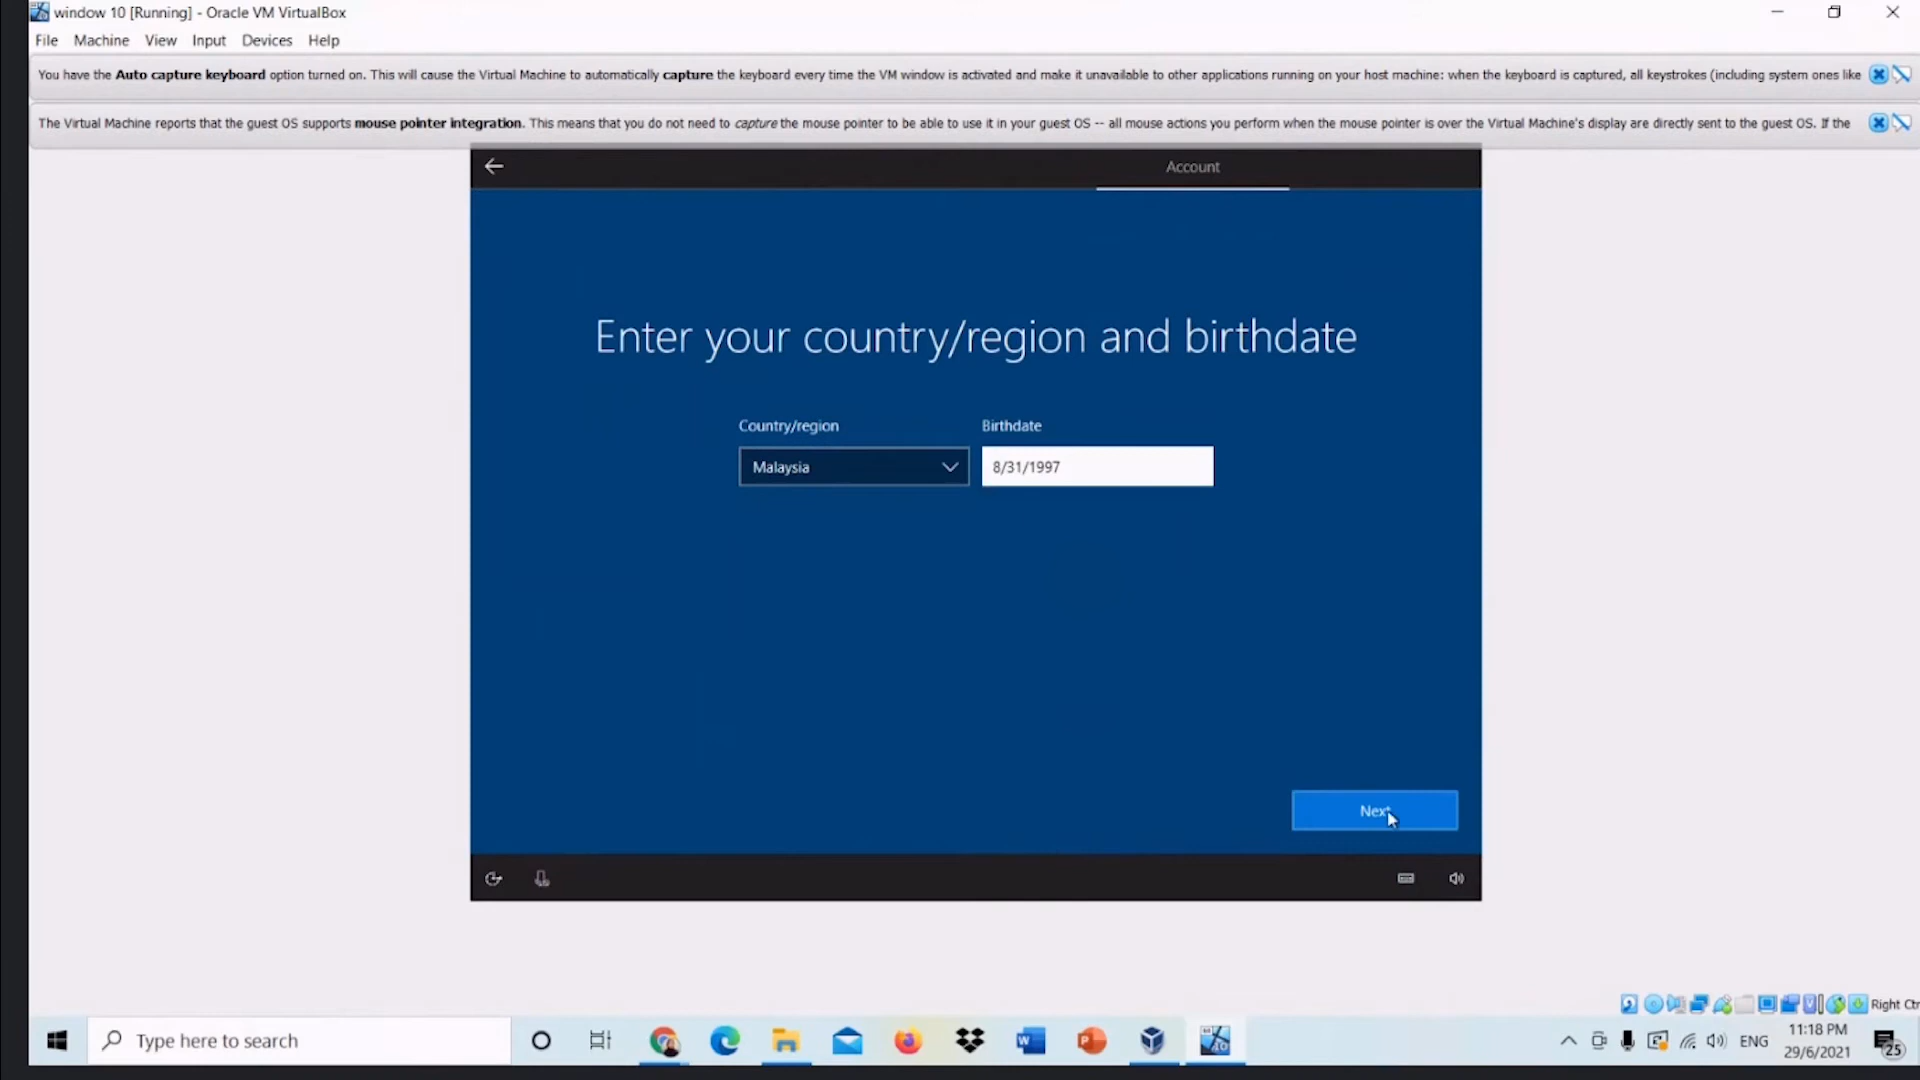 window 10 [Running] - Oracle VM VirtualBox
File Machine View Input Devices Help
You have the Auto capture keyboard option turned on. This will cause the Virtual Machine to automatically capture the keyboard every time the VM window is activated and make it unavailable to other applications running on your host machine: when the keyboard is captured, all keystrokes (including system ones like
The Virtual Machine reports that the guest OS supports mouse pointer integration. This means that you do not need to capture the mouse pointer to be able to use it in your guest OS -- all mouse actions you perform when the mouse pointer is over the Virtual Machine's display are directly sent to the guest OS. If the
Account
Enter your country/region and birthdate
Country/region Birthdate
Malaysia 8/31/1997
Next
Right Ctr
Type here to search
ENG
11:18 PM
29/6/2021
25